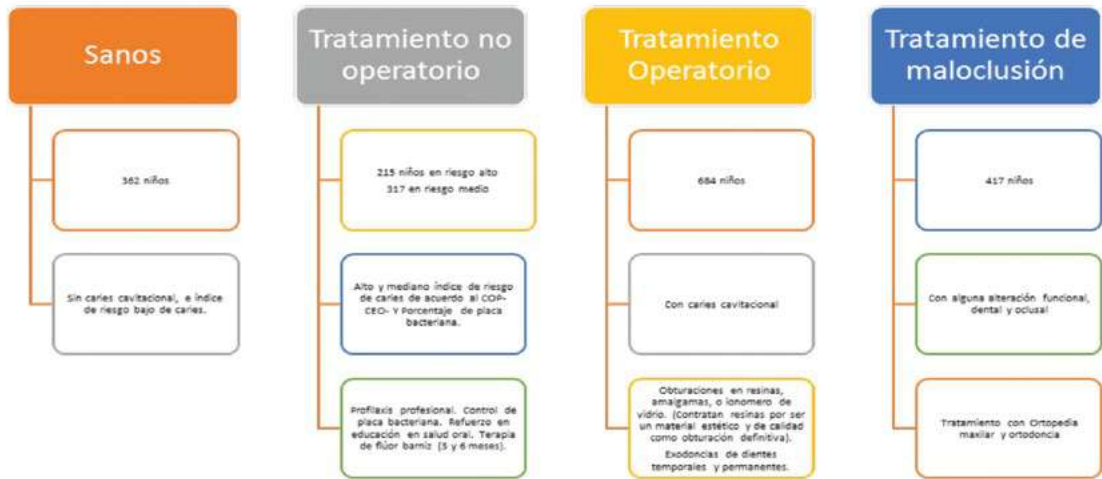 Sanos
362 niños
Sin caries cavitacional, e índice
de riesgo bajo de caries.
Tratamiento no
operatorio
215 niños en riesgo alto
317 en riesgo medio
Alto y mediano índice de riesgo
de caries de acuerdo al COP-
CEO- Y Porcentaje de placa
bacteriana.
Profilaxis profesional. Control de
placa bacteriana. Refuerzo en
educación en salud oral. Terapia
de flúor barniz (3 y 6 meses).
Tratamiento
Operatorio
684 niños
Con caries cavitacional
Obturaciones en resinas,
amalgamas, o ionomero de
vidrio. (Contratan resinas por ser
un material estético y de calidad
como obturación definitiva).
Exodoncias de dientes
temporales y permanentes.
Tratamiento de
maloclusión
417 niños
Con alguna alteración funcional,
dental y oclusal
Tratamiento con Ortopedia
maxilar y ortodoncia